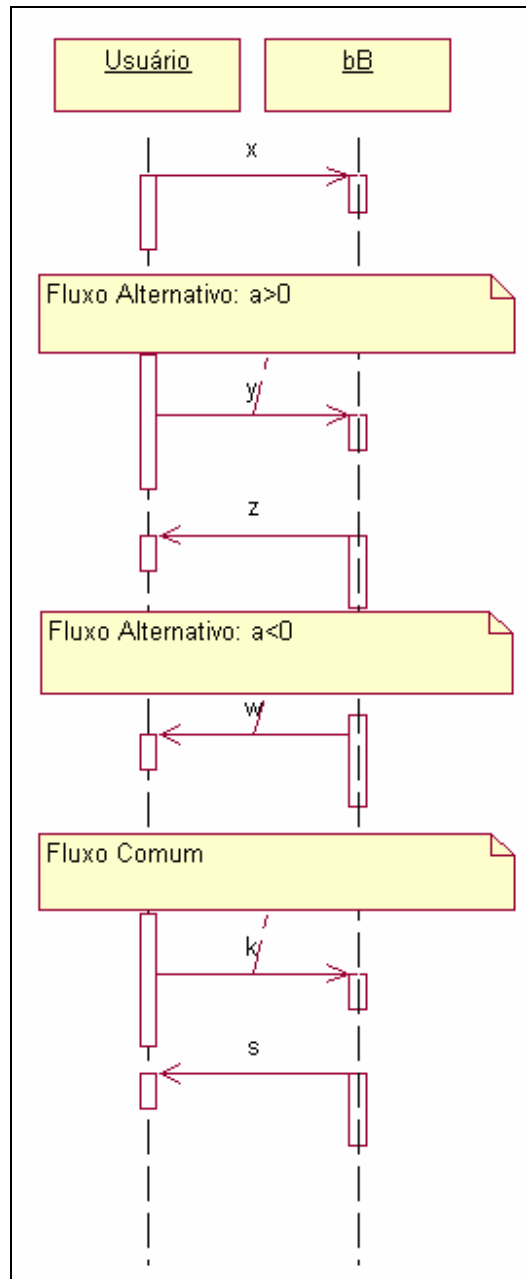 Usuário
bB
x
Fluxo Alternativo: a>0
y
z
Fluxo Alternativo: a<0
w
Fluxo Comum
k
s